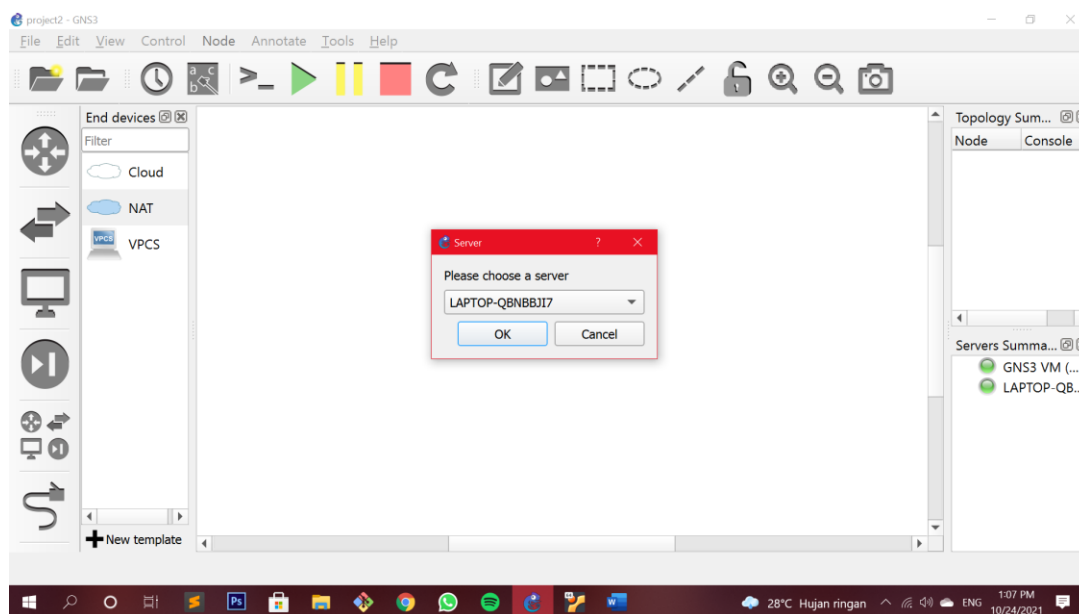 project2 - GNS3
File Edit View Control Node Annotate Tools Help
End devices
Filter
Cloud
NAT
VPCS
VPCS
New template
Server ?
Please choose a server
LAPTOP-QBNBBJI7
OK Cancel
Topology Sum...
Node Console
Servers Summa...
GNS3 VM (...
LAPTOP-QB..
Ps
28°C Hujan ringan
ENG
1:07 PM
10/24/2021